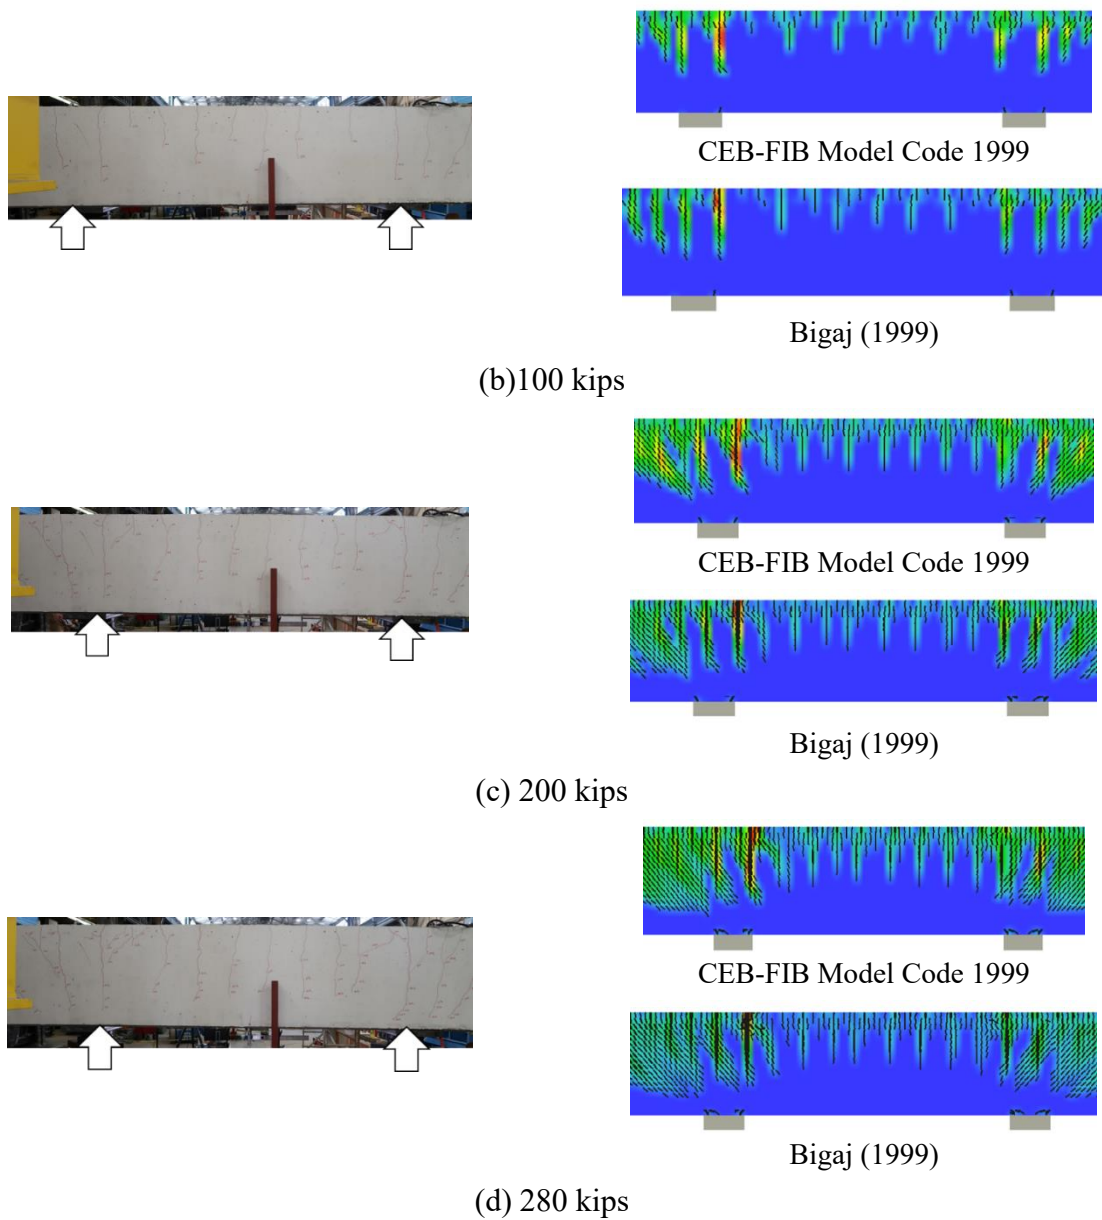 CEB-FIB Model Code 1999
Bigaj (1999)
(b)100 kips
CEB-FIB Model Code 1999
Bigaj (1999)
(c) 200 kips
CEB-FIB Model Code 1999
Bigaj (1999)
(d) 280 kips